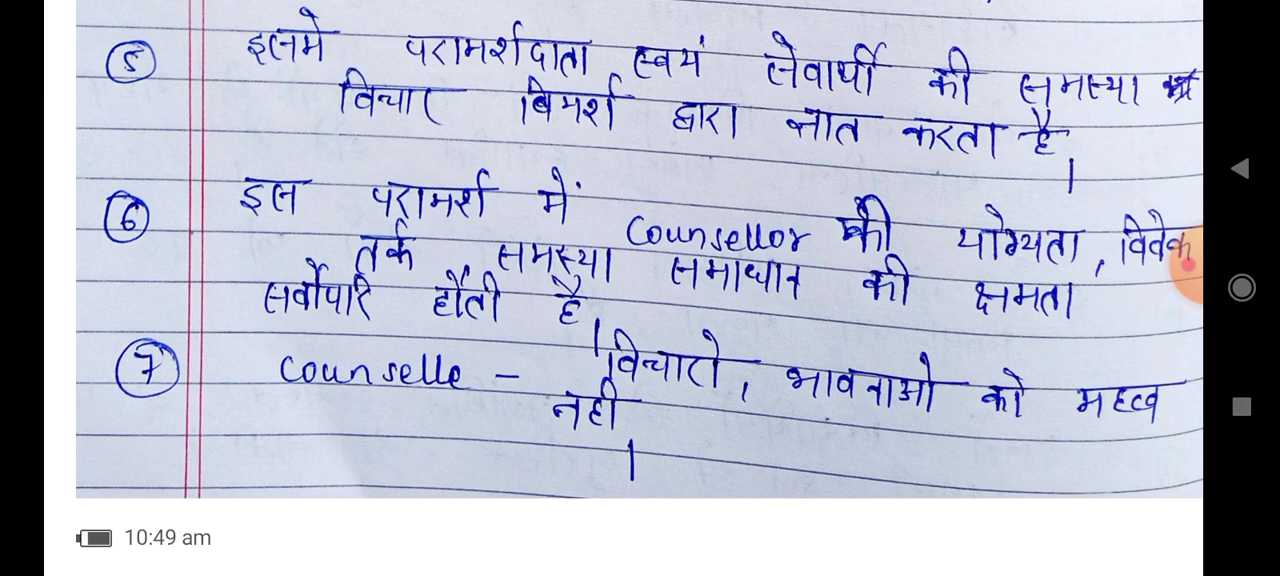 ⑤ इसमे परामर्शदाता स्वयं सेवार्थी की समस्या
विचार बिमर्श द्वारा ज्ञात करता है।
⑥ इस परामर्श में Counsellor की योग्यता, विवेक
तर्क समस्या समाधान की क्षमता
सर्वोपरि होती है।
⑦ Counselle - विचारो, भावनाओ को महत्व
नही।
10:49 am